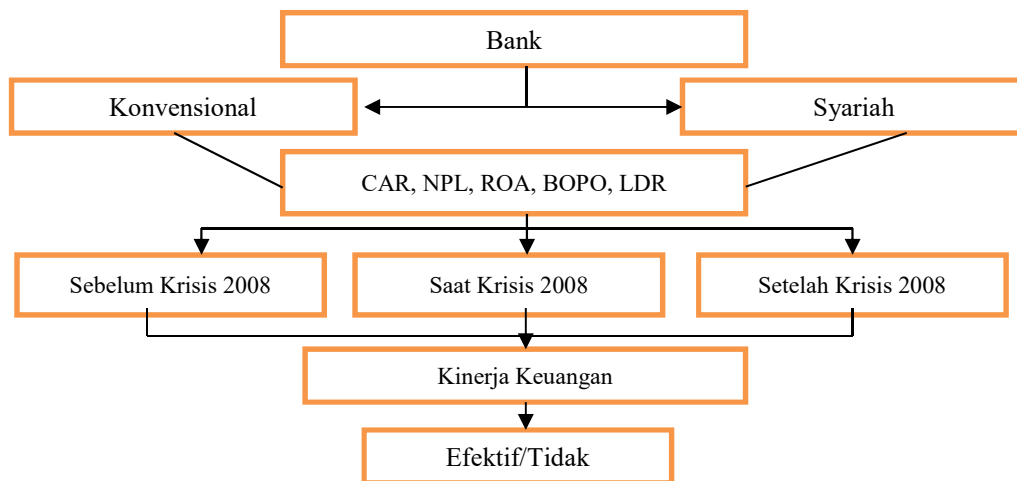 Bank
Konvensional
Syariah
CAR, NPL, ROA, BOPO, LDR
Sebelum Krisis 2008
Saat Krisis 2008
Setelah Krisis 2008
Kinerja Keuangan
Efektif/Tidak